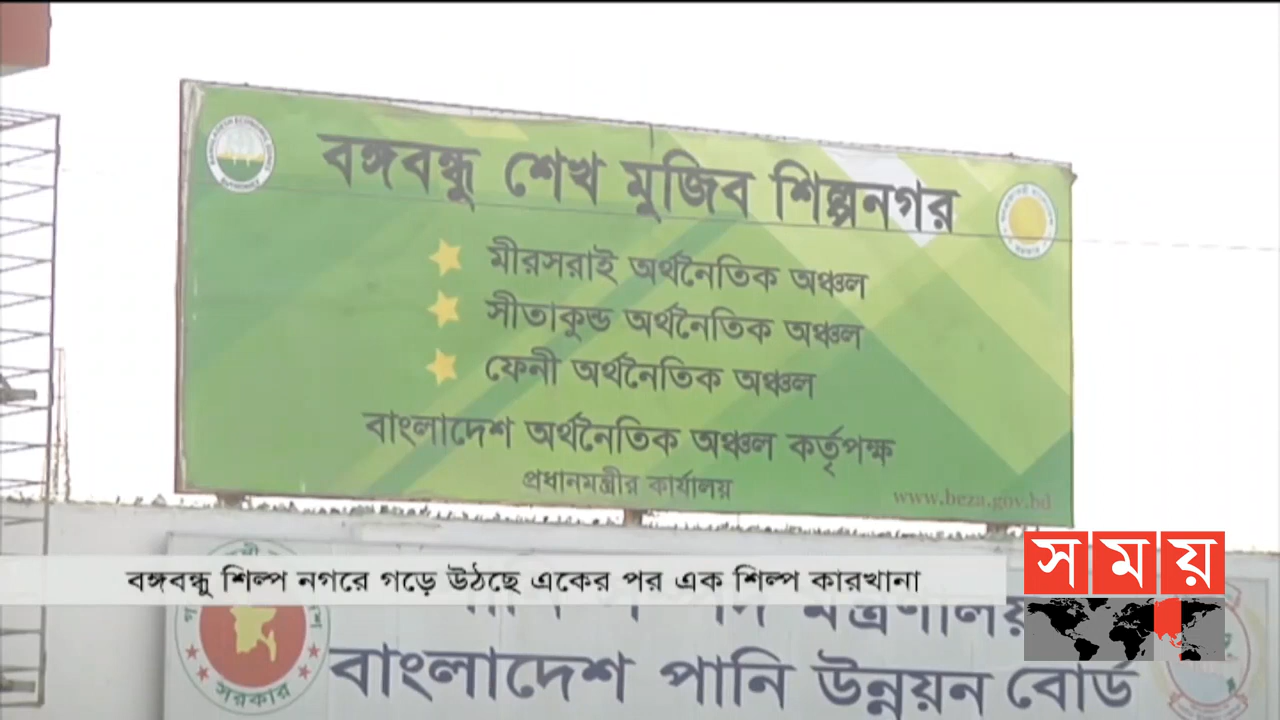 বঙ্গবন্ধু শেখ মুজিব শিল্পনগর
মীরসরাই অর্থনৈতিক অঞ্চল
সীতাকুন্ড অর্থনৈতিক অঞ্চল
ফেনী অর্থনৈতিক অঞ্চল
বাংলাদেশ অর্থনৈতিক অঞ্চল কর্তৃপক্ষ
প্রধানমন্ত্রীর কার্যালয়
www.beza.gov.bd
সময়
বঙ্গবন্ধু শিল্প নগরে গড়ে উঠছে একের পর এক শিল্প কারখানা
মন্ত্রণালয়
বাংলাদেশ পানি উন্নয়ন বোর্ড
সরকার